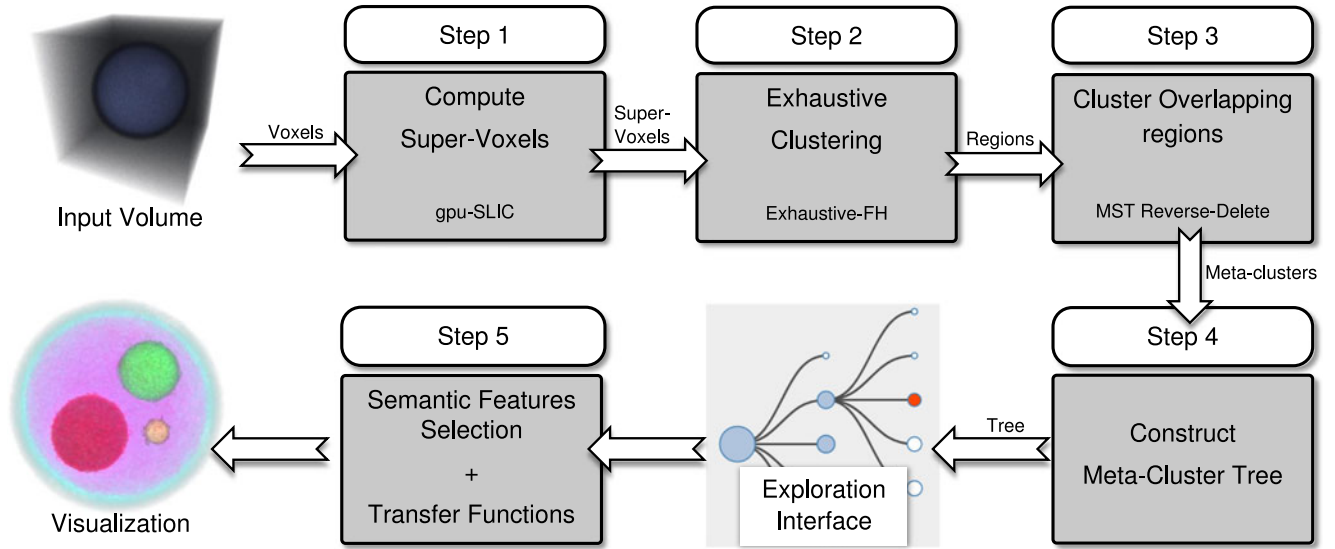 Step 1
Step 2
Step 3
Compute
Super-Voxels
gpu-SLIC
Exhaustive
Clustering
Exhaustive-FH
Cluster Overlapping
regions
MST Reverse-Delete
Voxels
Super-
Voxels
Regions
Input Volume
Meta-clusters
Step 5
Step 4
Semantic Features
Selection
+
Transfer Functions
Tree
Construct
Meta-Cluster Tree
Exploration
Interface
Visualization